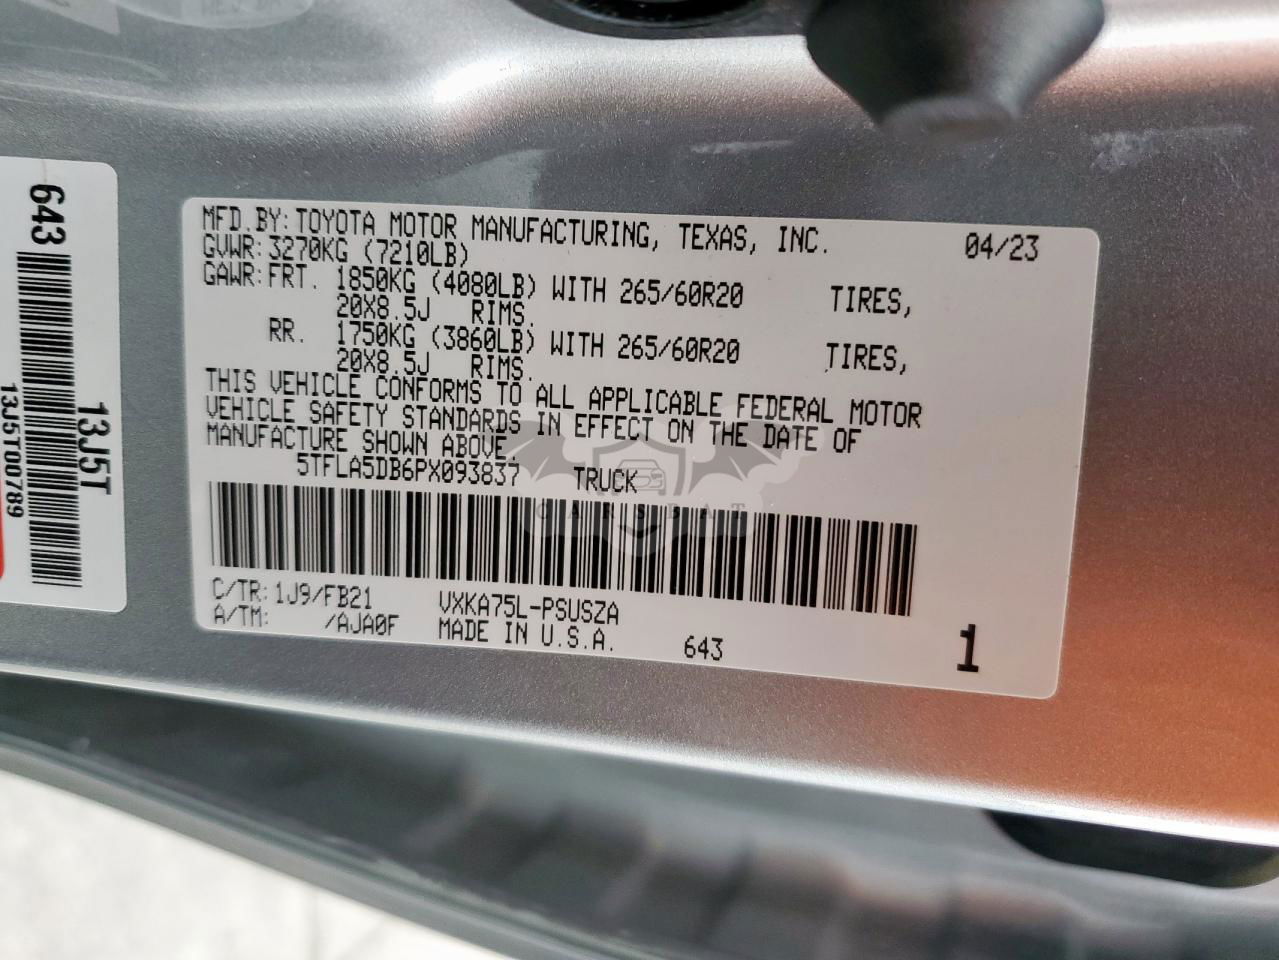 643
13J5T
13J5T00789
MFD.BY: TOYOTA MOTOR MANUFACTURING, TEXAS, INC. 04/23
GVWR: 3270KG (7210LB)
GAWR: FRT. 1850KG (4080LB) WITH 265/60R20 TIRES,
20X8.5J RIMS.
RR. 1750KG (3860LB) WITH 265/60R20 TIRES,
20X8.5J RIMS.
THIS VEHICLE CONFORMS TO ALL APPLICABLE FEDERAL MOTOR
VEHICLE SAFETY STANDARDS IN EFFECT ON THE DATE OF
MANUFACTURE SHOWN ABOVE.
5TFLA5DB6PX093837 TRUCK
CARSBAT
C/TR: 1J9/FB21 VXKA75L-PSUSZA
A/TM: /AJA0F MADE IN U.S.A. 643 1